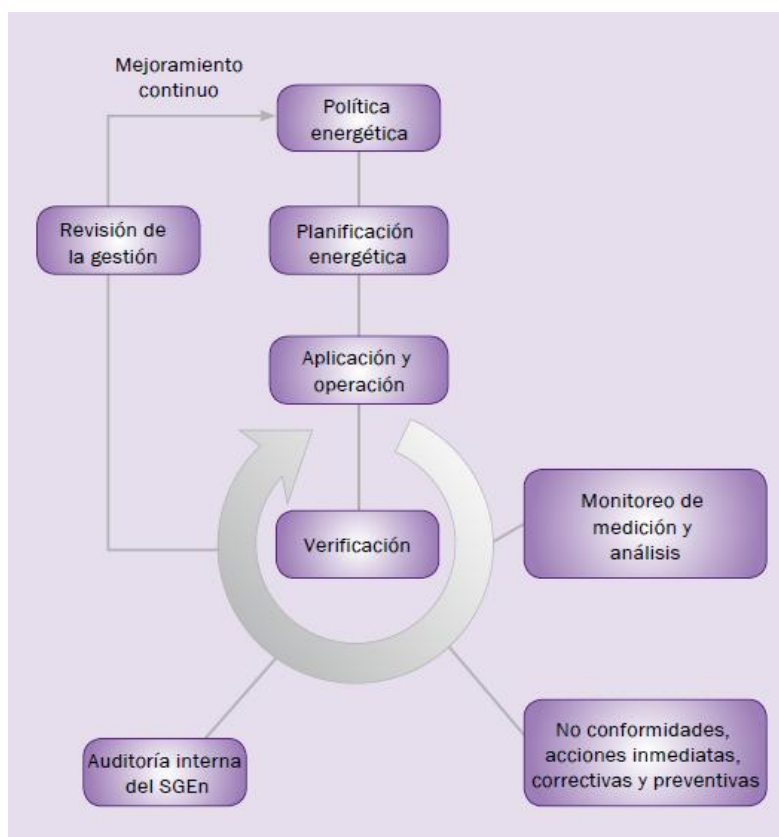 Mejoramiento
continuo
Política
energética
Revisión de
la gestión
Planificación
energética
Aplicación y
operación
Verificación
Monitoreo de
medición y
análisis
Auditoría interna
del SGEn
No conformidades,
acciones inmediatas,
correctivas y preventivas